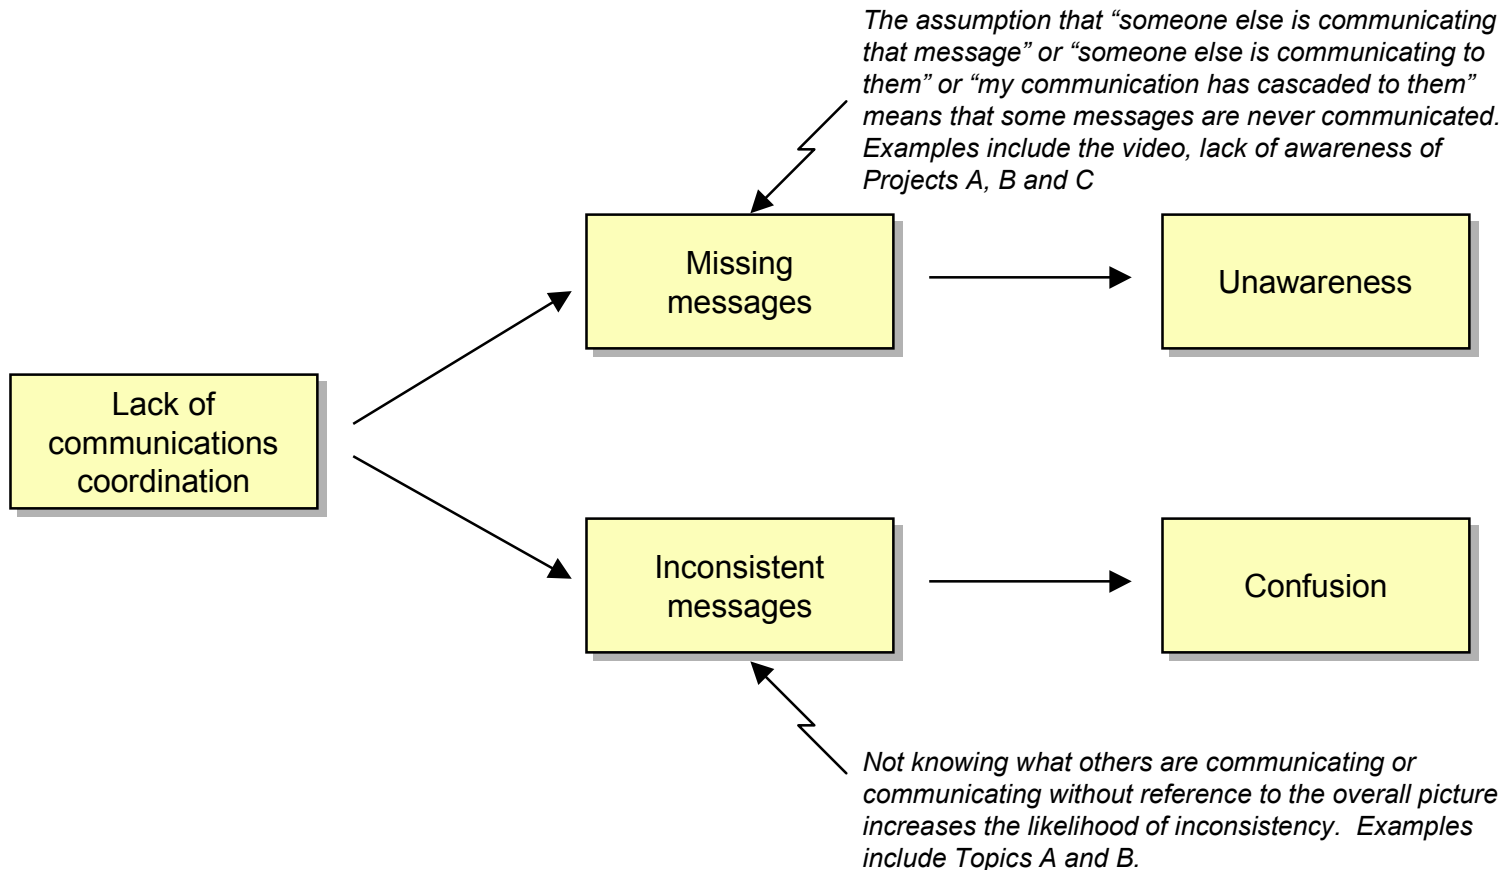 The assumption that “someone else is communicating
that message” or “someone else is communicating to
them” or “my communication has cascaded to them”
means that some messages are never communicated.
Examples include the video, lack of awareness of
Projects A, B and C
Missing
messages
Unawareness
Lack of
communications
coordination
Inconsistent
messages
Confusion
Not knowing what others are communicating or
communicating without reference to the overall picture
increases the likelihood of inconsistency.  Examples
include Topics A and B.